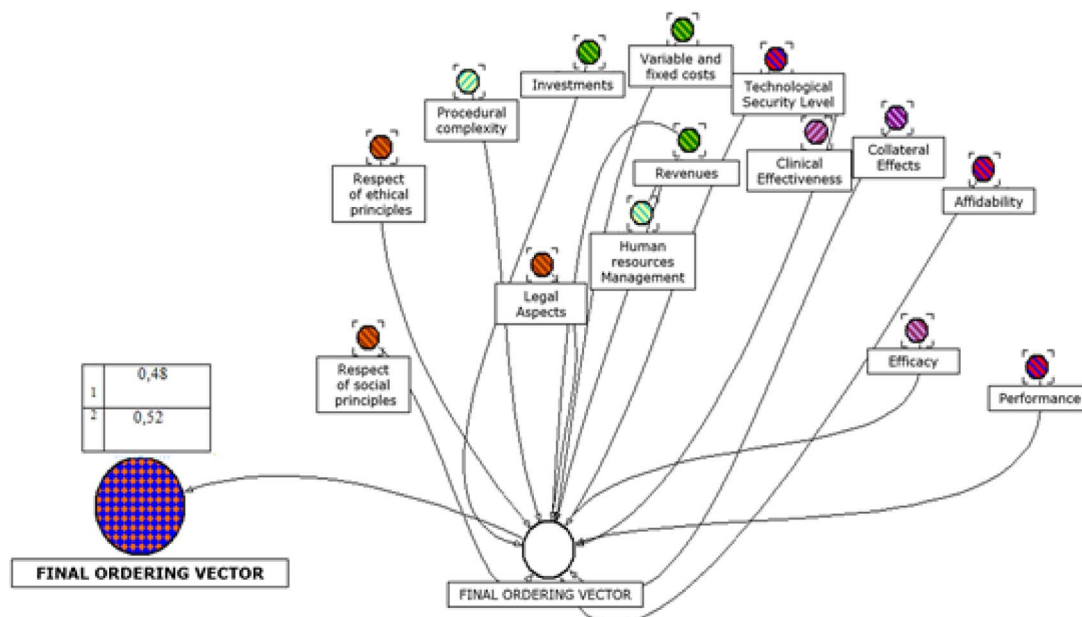 Variable and
fixed costs
Investments
Technological
Security Level
Procedural
complexity
Collateral
Effects
Clinical
Effectiveness
Revenues
Respect
of ethical
principles
Affidability
Human
resources
Management
Legal
Aspects
Respect
of social
principles
Efficacy
Performance
1 0,48
2 0,52
FINAL ORDERING VECTOR
FINAL ORDERING VECTOR